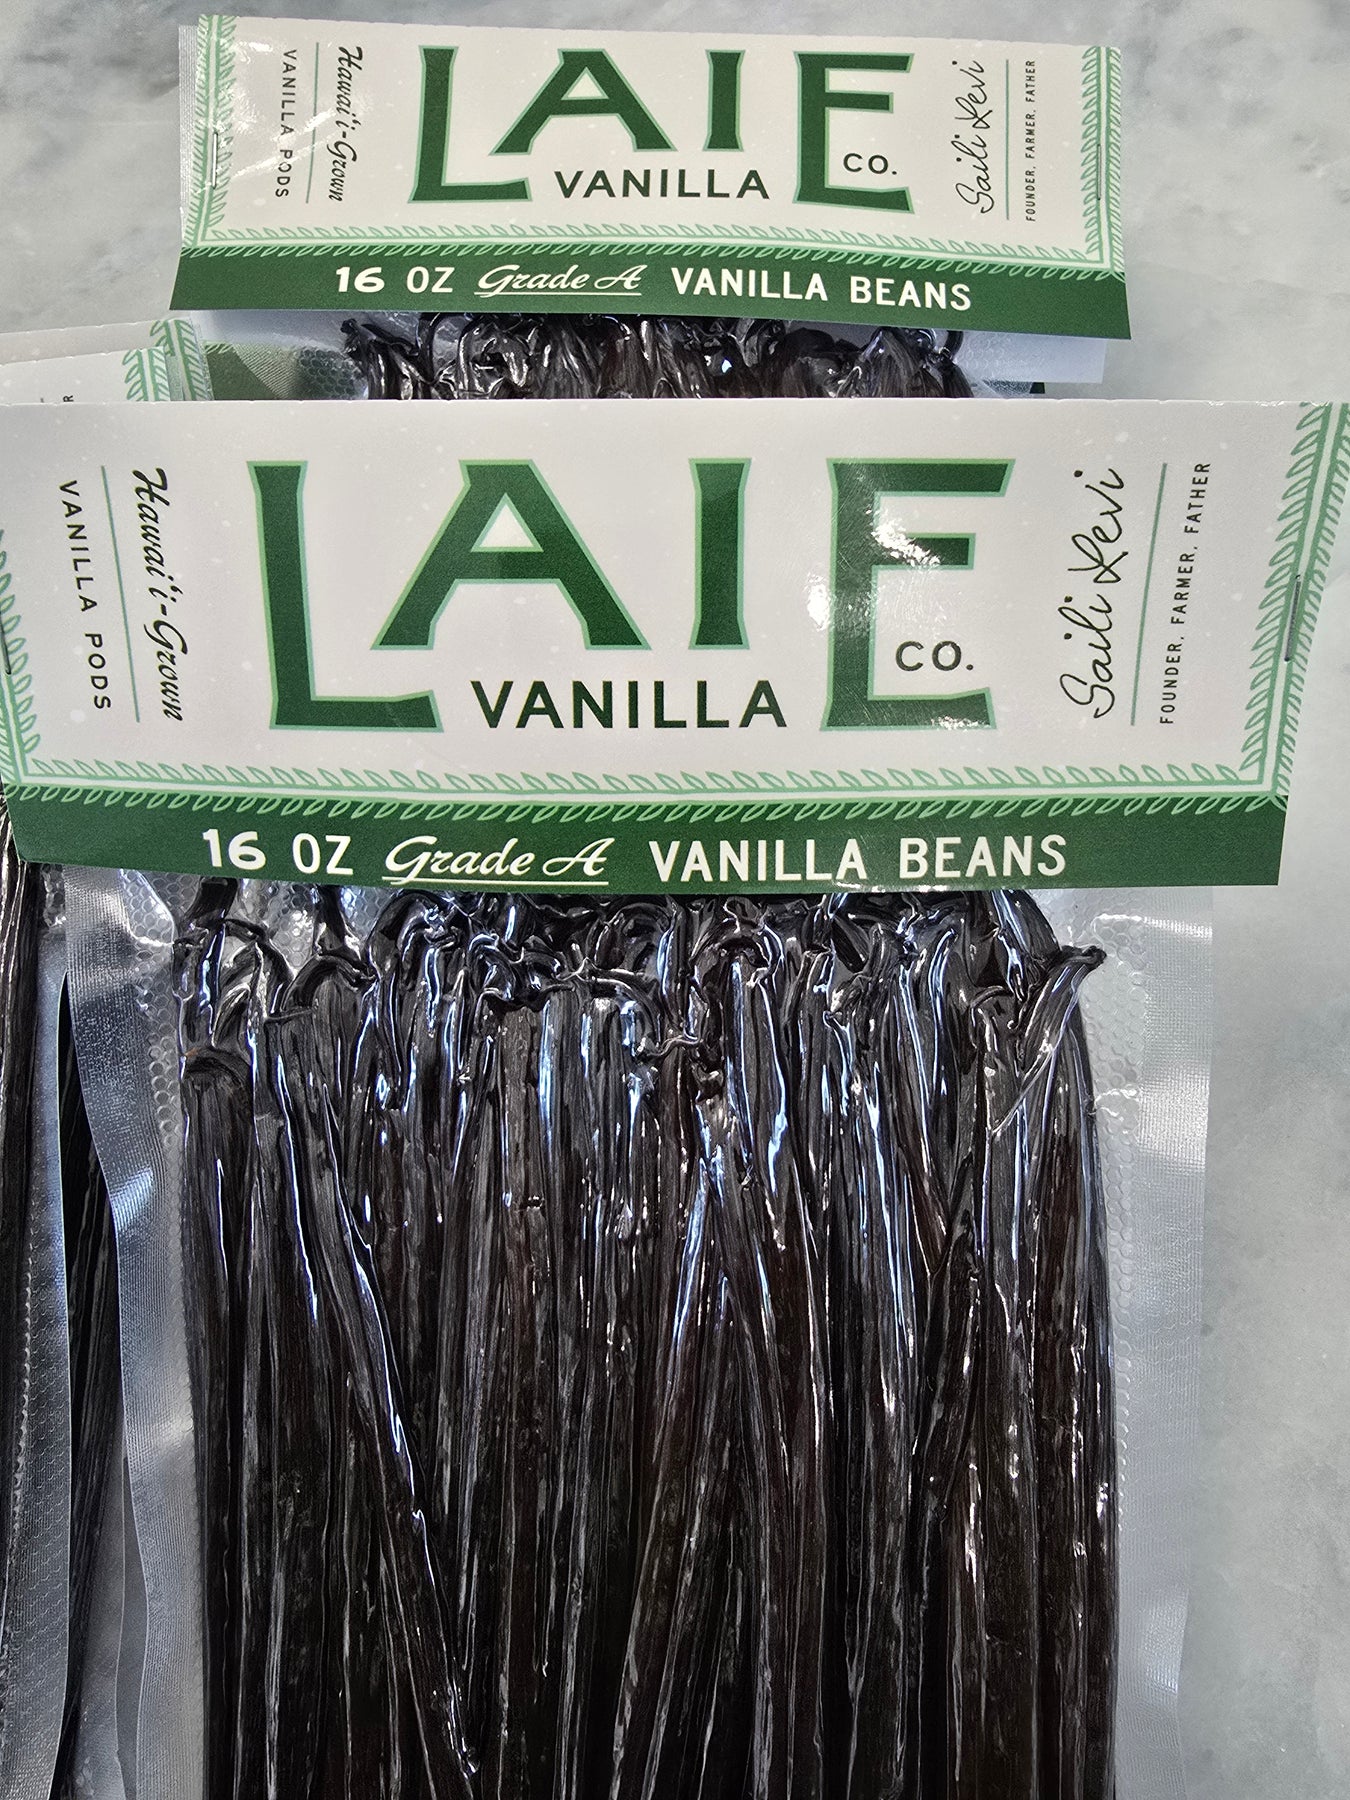 VANILLA PODS
Hawai'i-Grown
LAIE
VANILLA
CO.
Saili Levi
FOUNDER, FARMER, FATHER
16 OZ Grade A VANILLA BEANS
VANILLA PODS
Hawai'i-Grown
LAIE
VANILLA
CO.
Saili Levi
FOUNDER, FARMER, FATHER
16 OZ Grade A VANILLA BEANS